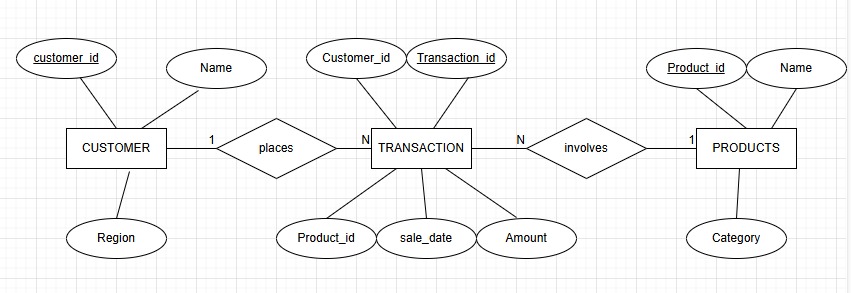 customer_id
Name
Customer_id
Transaction_id
Product_id
Name
CUSTOMER
1
places
N
TRANSACTION
N
involves
1
PRODUCTS
Region
Product_id
sale_date
Amount
Category